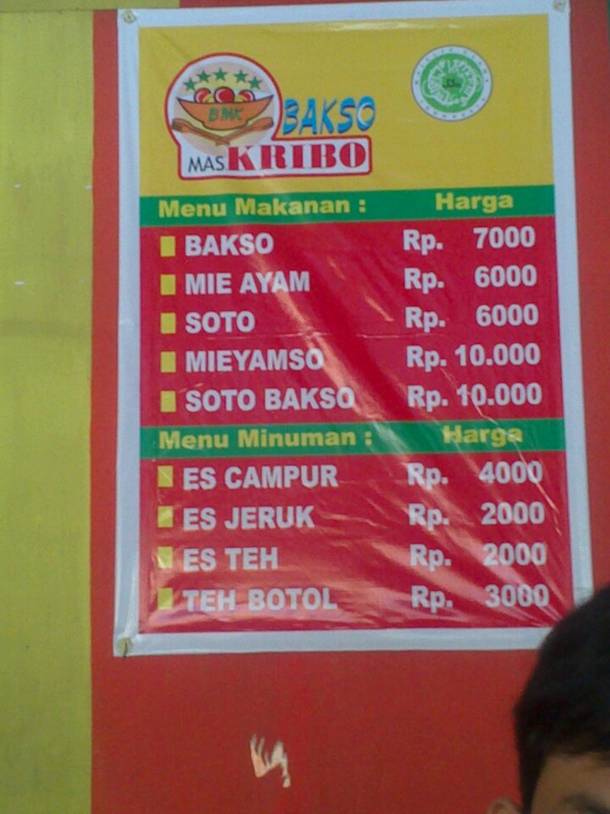 BMK
BAKSO
MAS KRIBO
Menu Makanan : Harga
BAKSO Rp. 7000
MIE AYAM Rp. 6000
SOTO Rp. 6000
MIEYAMSO Rp. 10.000
SOTO BAKSO Rp. 10.000
Menu Minuman : Harga
ES CAMPUR Rp. 4000
ES JERUK Rp. 2000
ES TEH Rp. 2000
TEH BOTOL Rp. 3000